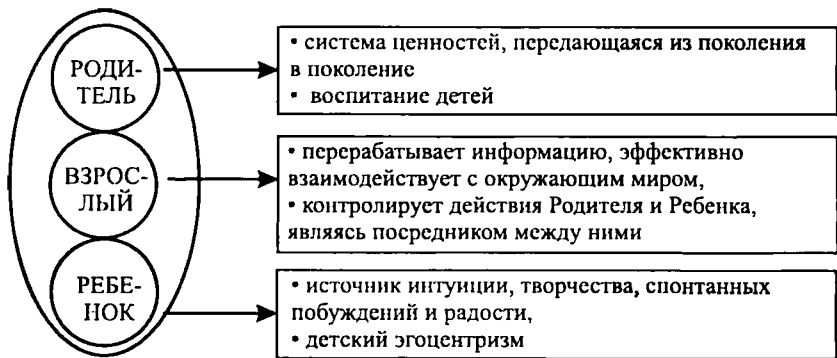 РОДИ-
ТЕЛЬ
• система ценностей, передающаяся из поколения
в поколение
• воспитание детей
ВЗРОС-
ЛЫЙ
• перерабатывает информацию, эффективно
взаимодействует с окружающим миром,
• контролирует действия Родителя и Ребенка,
являясь посредником между ними
РЕБЕ-
НОК
• источник интуиции, творчества, спонтанных
побуждений и радости,
• детский эгоцентризм